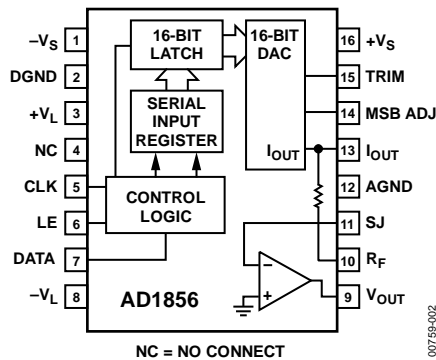 −VS 1
DGND 2
+VL 3
NC 4
CLK 5
LE 6
DATA 7
−VL 8
16-BIT
LATCH
16-BIT
DAC
SERIAL
INPUT
REGISTER
IOUT
CONTROL
LOGIC
−
+
AD1856
16 +VS
15 TRIM
14 MSB ADJ
13 IOUT
12 AGND
11 SJ
10 RF
9 VOUT
NC = NO CONNECT
00759-002